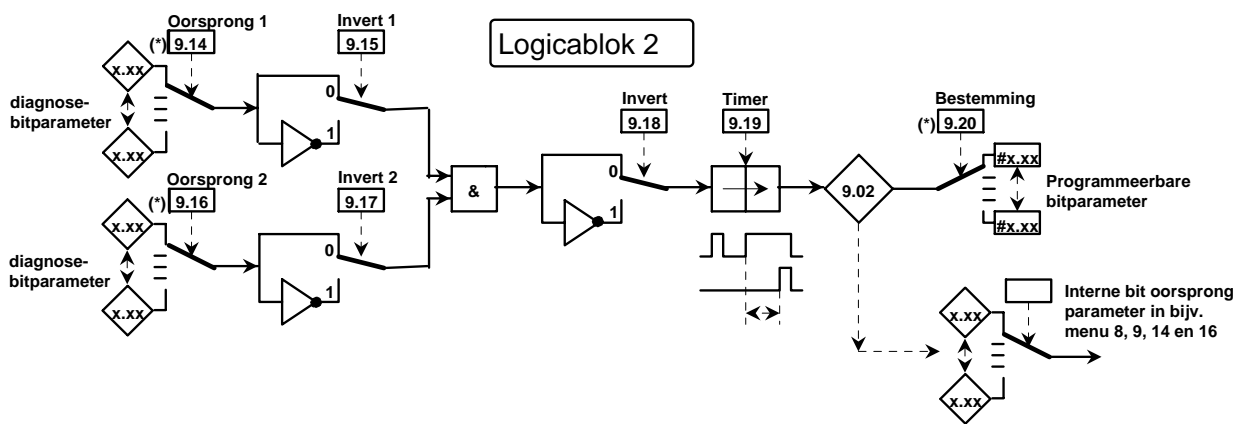 Logicablok 2
Oorsprong 1
(*) 9.14
Invert 1
9.15
x.xx
diagnose-
bitparameter
x.xx
0
1
Oorsprong 2
(*) 9.16
Invert 2
9.17
x.xx
diagnose-
bitparameter
x.xx
0
1
&
Invert
9.18
0
1
Timer
9.19
9.02
Bestemming
(*) 9.20
#x.xx
Programmeerbare
bitparameter
#x.xx
x.xx
x.xx
Interne bit oorsprong
parameter in bijv.
menu 8, 9, 14 en 16